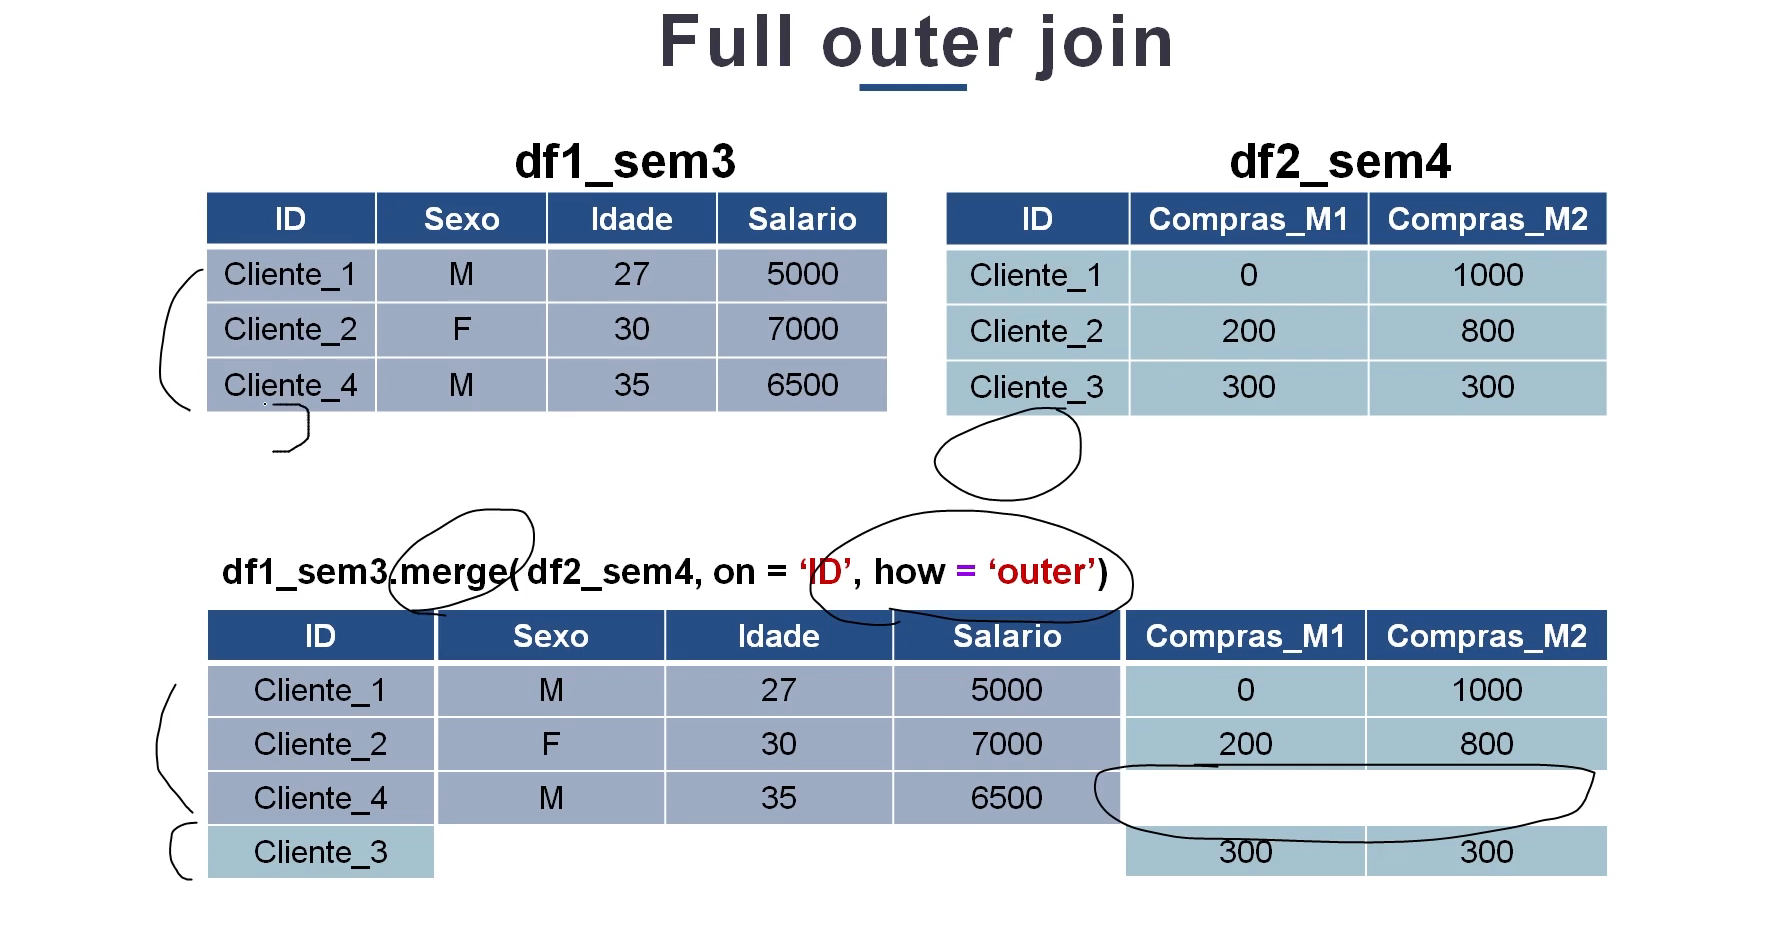 Full outer join
df1_sem3
ID Sexo Idade Salario
Cliente_1 M 27 5000
Cliente_2 F 30 7000
Cliente_4 M 35 6500
df2_sem4
ID Compras_M1 Compras_M2
Cliente_1 0 1000
Cliente_2 200 800
Cliente_3 300 300
df1_sem3.merge(df2_sem4, on = ‘ID’, how = ‘outer’)
ID Sexo Idade Salario Compras_M1 Compras_M2
Cliente_1 M 27 5000 0 1000
Cliente_2 F 30 7000 200 800
Cliente_4 M 35 6500
Cliente_3 300 300